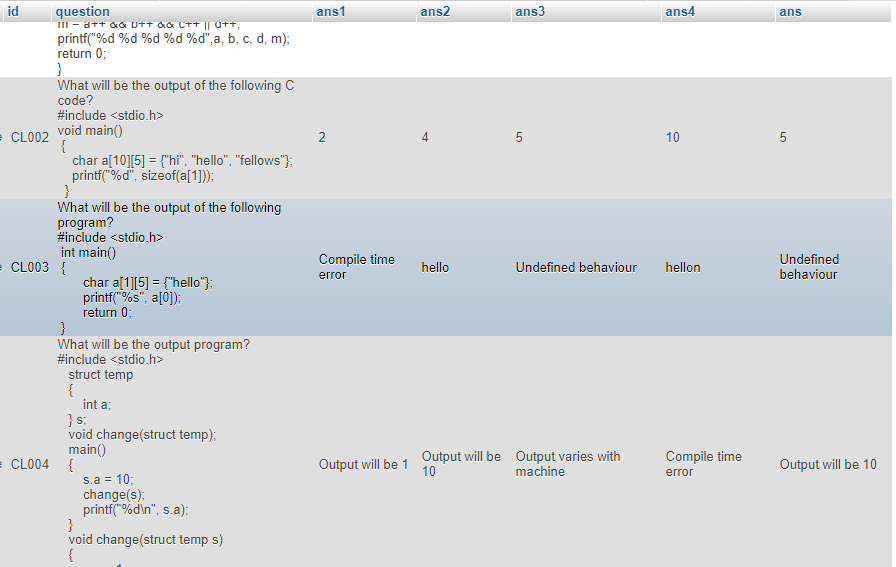 id question ans1 ans2 ans3 ans4 ans
m = a++ && b++ && c++ || d++;
printf("%d %d %d %d %d",a, b, c, d, m);
return 0;
}
CL002
What will be the output of the following C
code?
#include <stdio.h>
void main()
{
char a[10][5] = {"hi", "hello", "fellows"};
printf("%d", sizeof(a[1]));
}
2
4
5
10
5
CL003
What will be the output of the following
program?
#include <stdio.h>
int main()
{
char a[1][5] = {"hello"};
printf("%s", a[0]);
return 0;
}
Compile time
error
hello
Undefined behaviour
hellon
Undefined
behaviour
CL004
What will be the output program?
#include <stdio.h>
struct temp
{
int a;
} s;
void change(struct temp);
main()
{
s.a = 10;
change(s);
printf("%d\n", s.a);
}
void change(struct temp s)
{
Output will be 1
Output will be
10
Output varies with
machine
Compile time
error
Output will be 10